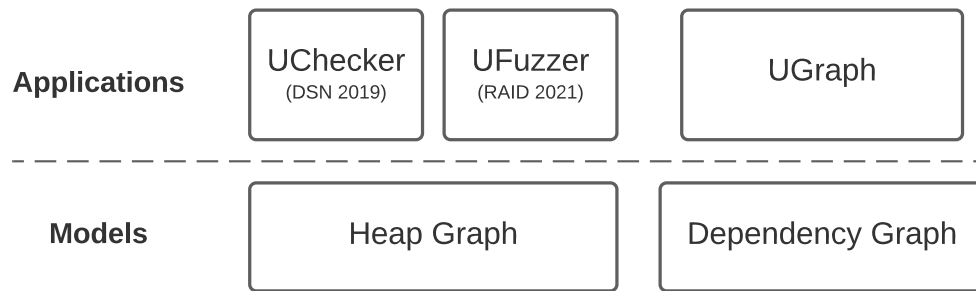 Applications
UChecker
(DSN 2019)
UFuzzer
(RAID 2021)
UGraph
Models
Heap Graph
Dependency Graph